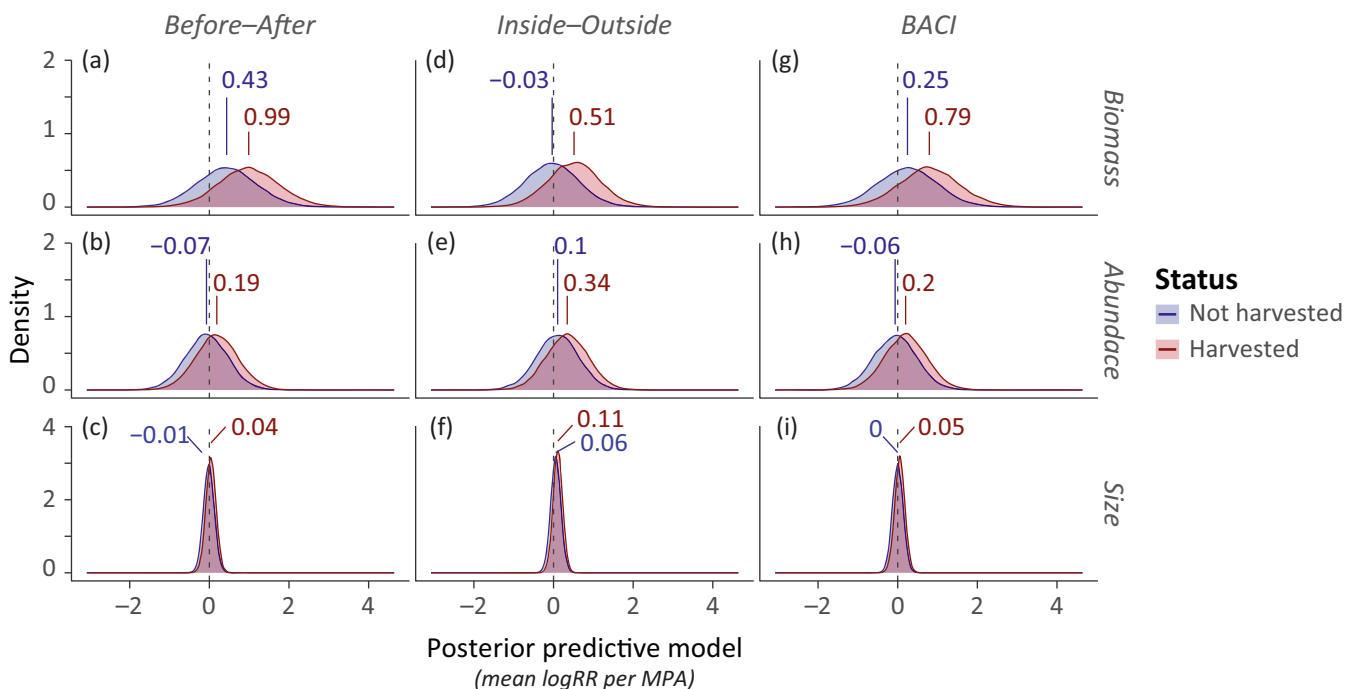 Before–After Inside–Outside BACI
(a) (d) (g)
0.43 −0.03 0.25
0.99 0.51 0.79
2
1
0
Biomass
(b) (e) (h)
−0.07 0.1 −0.06
0.19 0.34 0.2
2
1
0
Abundace
(c) (f) (i)
−0.01 0.04 0.11 0.06 0 0.05
4
2
0
Size
Density
−2 0 2 4 −2 0 2 4 −2 0 2 4
Posterior predictive model
(mean logRR per MPA)
Status
Not harvested
Harvested